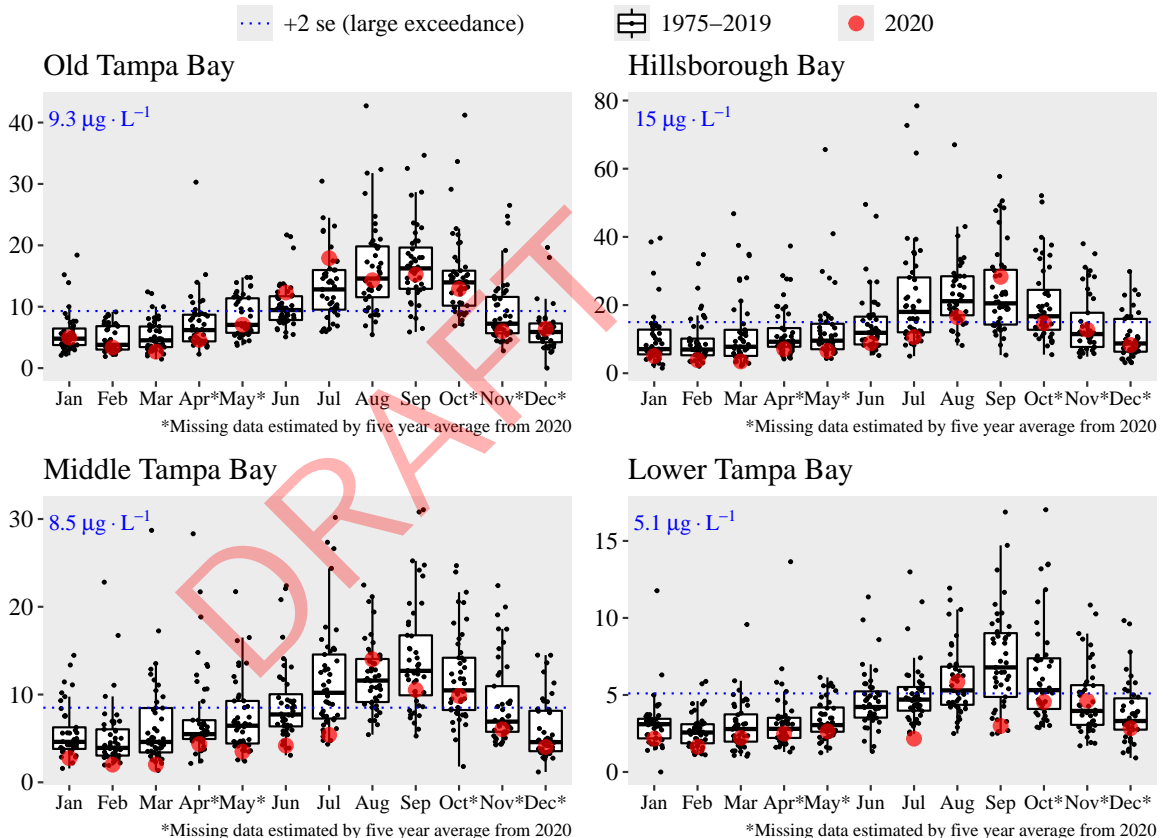 +2 se (large exceedance) 1975–2019 2020
Old Tampa Bay
9.3 µg · L⁻¹
40
30
20
10
0
Jan Feb Mar Apr* May* Jun Jul Aug Sep Oct* Nov* Dec*
*Missing data estimated by five year average from 2020
Hillsborough Bay
15 µg · L⁻¹
80
60
40
20
0
Jan Feb Mar Apr* May* Jun Jul Aug Sep Oct* Nov* Dec*
*Missing data estimated by five year average from 2020
Middle Tampa Bay
8.5 µg · L⁻¹
30
20
10
0
Jan Feb Mar Apr* May* Jun Jul Aug Sep Oct* Nov* Dec*
*Missing data estimated by five year average from 2020
Lower Tampa Bay
5.1 µg · L⁻¹
15
10
5
0
Jan Feb Mar Apr* May* Jun Jul Aug Sep Oct* Nov* Dec*
*Missing data estimated by five year average from 2020
DRAFT